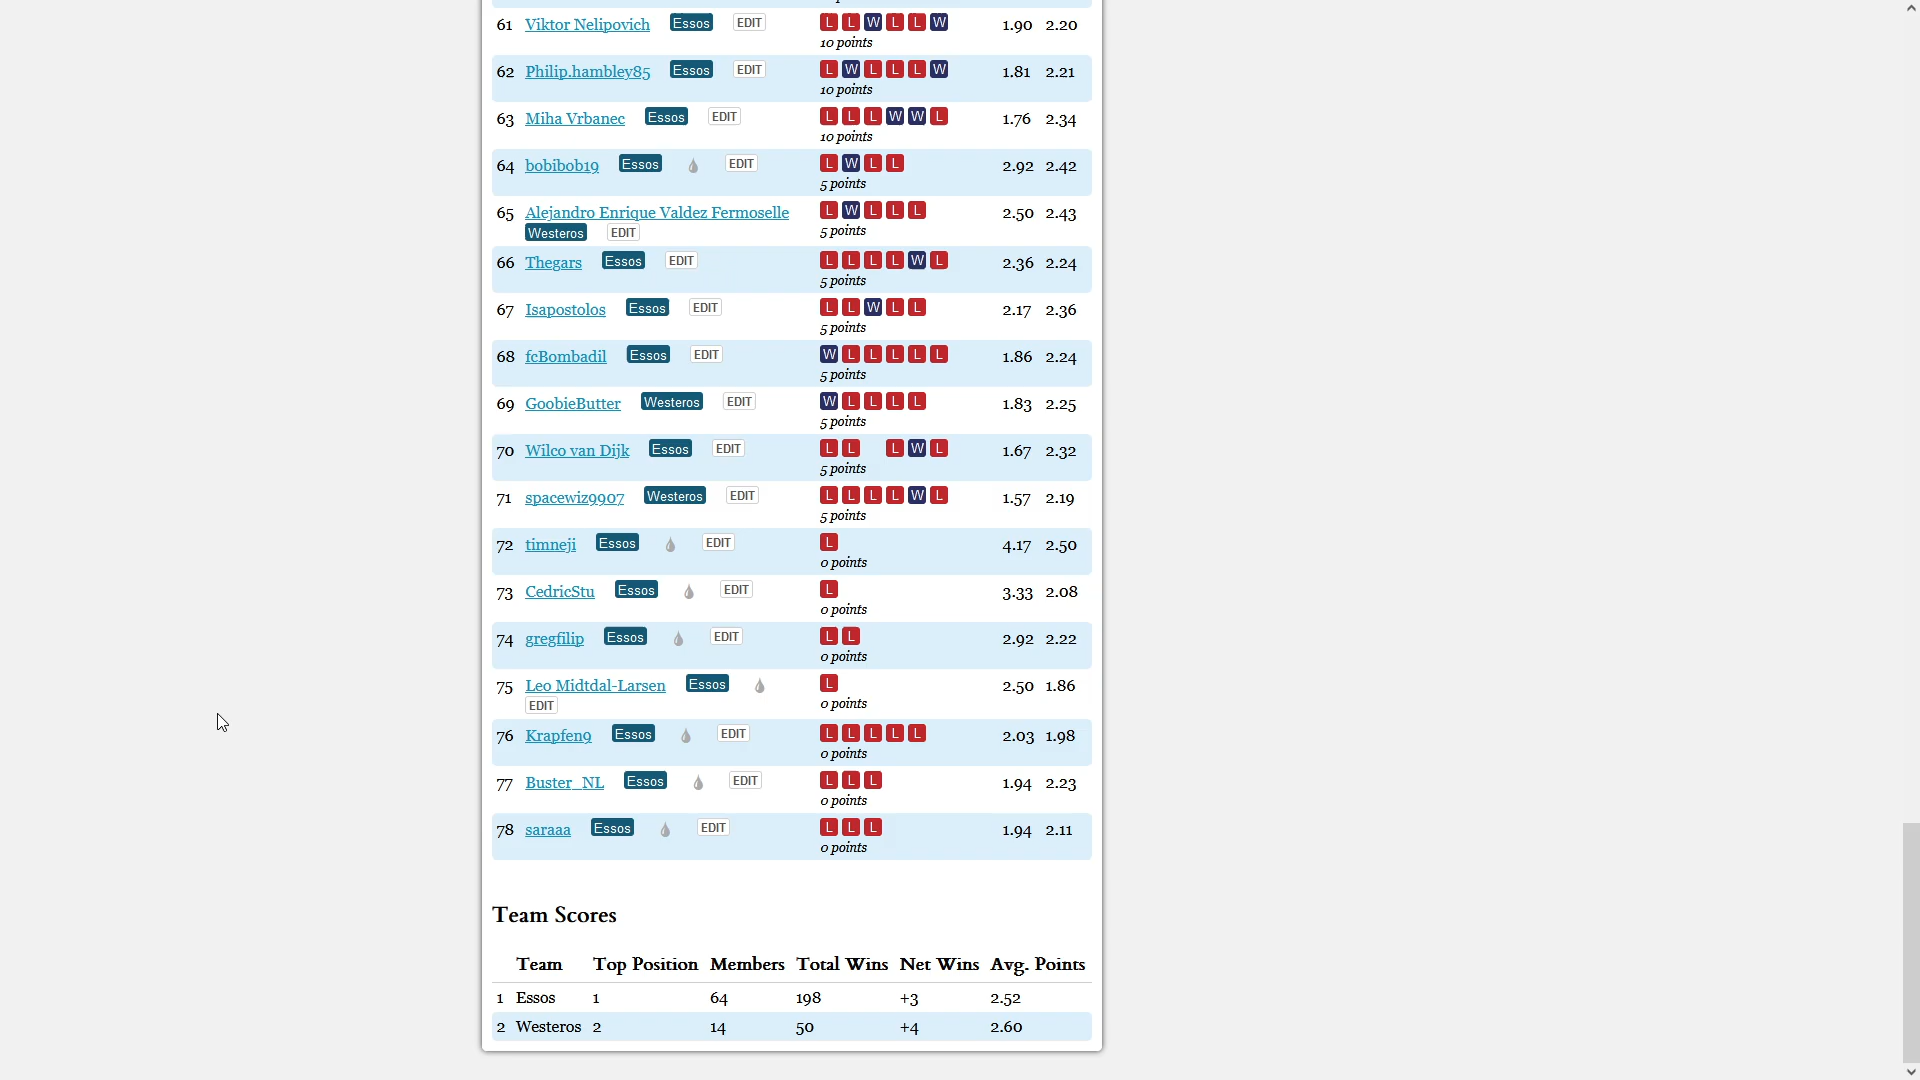 61 Viktor Nelipovich Essos EDIT L L W L L W 1.90 2.20
10 points
62 Philip.hambley85 Essos EDIT L W L L L W 1.81 2.21
10 points
63 Miha Vrbanec Essos EDIT L L L W W L 1.76 2.34
10 points
64 bobibob19 Essos EDIT L W L L 2.92 2.42
5 points
65 Alejandro Enrique Valdez Fermoselle L W L L L 2.50 2.43
Westeros EDIT 5 points
66 Thegars Essos EDIT L L L L W L 2.36 2.24
5 points
67 Isapostolos Essos EDIT L L W L L 2.17 2.36
5 points
68 fcBombadil Essos EDIT W L L L L L 1.86 2.24
5 points
69 GoobieButter Westeros EDIT W L L L L 1.83 2.25
5 points
70 Wilco van Dijk Essos EDIT L L L W L 1.67 2.32
5 points
71 spacewiz9907 Westeros EDIT L L L L W L 1.57 2.19
5 points
72 timneji Essos EDIT L 4.17 2.50
0 points
73 CedricStu Essos EDIT L 3.33 2.08
0 points
74 gregfilip Essos EDIT L L 2.92 2.22
0 points
75 Leo Midtdal-Larsen Essos L 2.50 1.86
EDIT 0 points
76 Krapfen9 Essos EDIT L L L L L 2.03 1.98
0 points
77 Buster_NL Essos EDIT L L L 1.94 2.23
0 points
78 saraaa Essos EDIT L L L 1.94 2.11
0 points
Team Scores
Team Top Position Members Total Wins Net Wins Avg. Points
1 Essos 1 64 198 +3 2.52
2 Westeros 2 14 50 +4 2.60